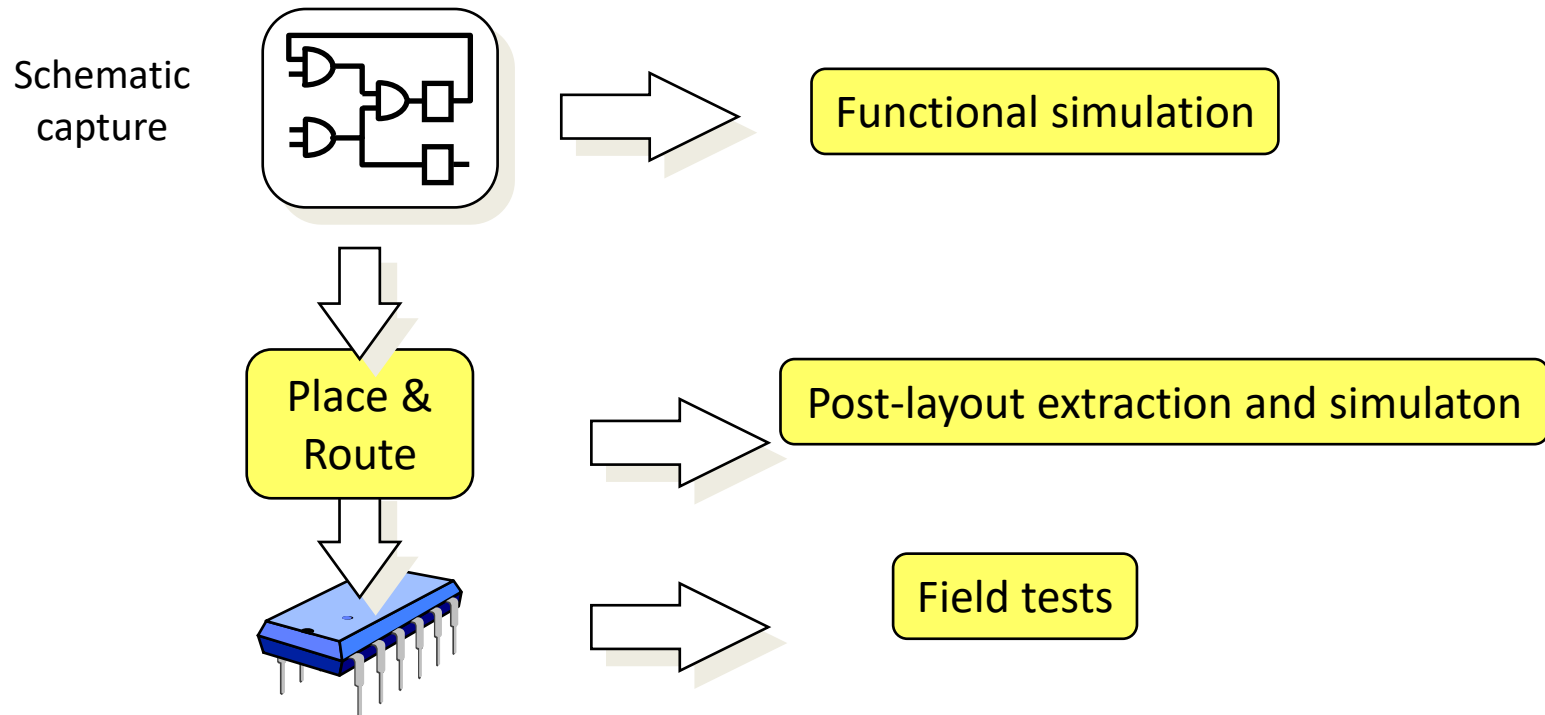 Schematic
capture
Functional simulation
Place &
Route
Post-layout extraction and simulaton
Field tests